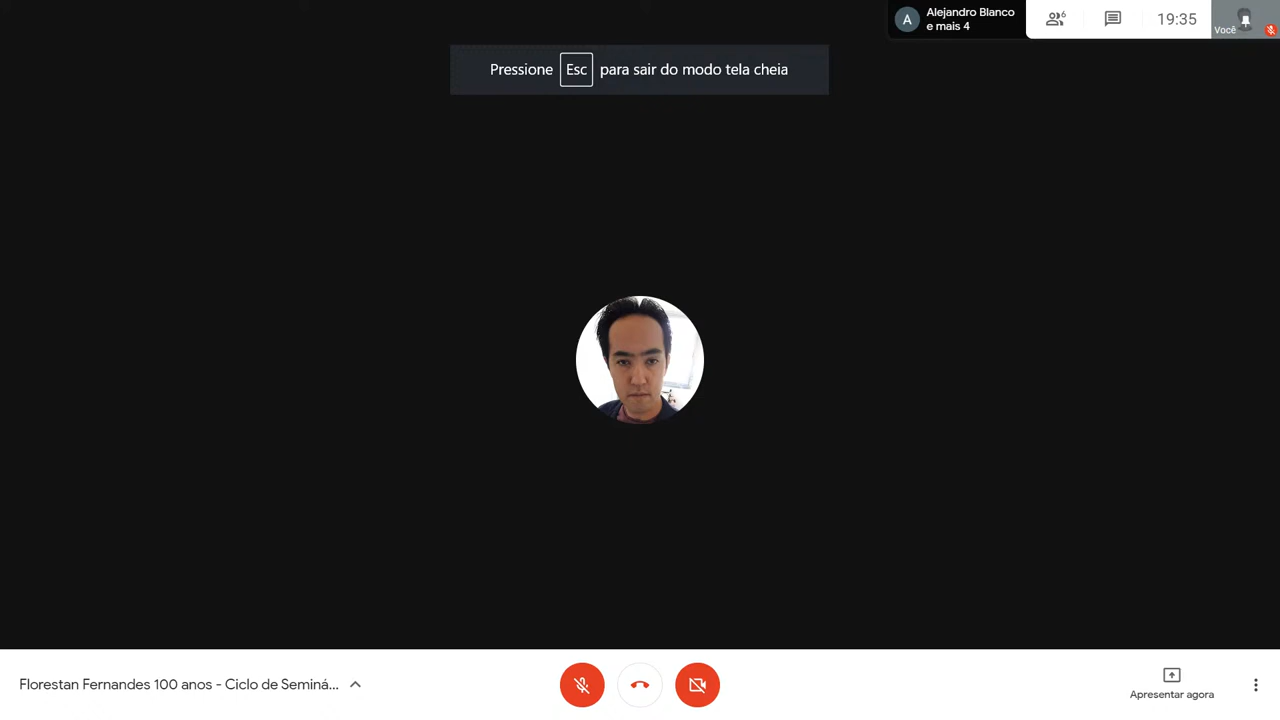 A
Alejandro Blanco
e mais 4
6
19:35
Você
Pressione Esc para sair do modo tela cheia
Florestan Fernandes 100 anos - Ciclo de Seminá...
Apresentar agora